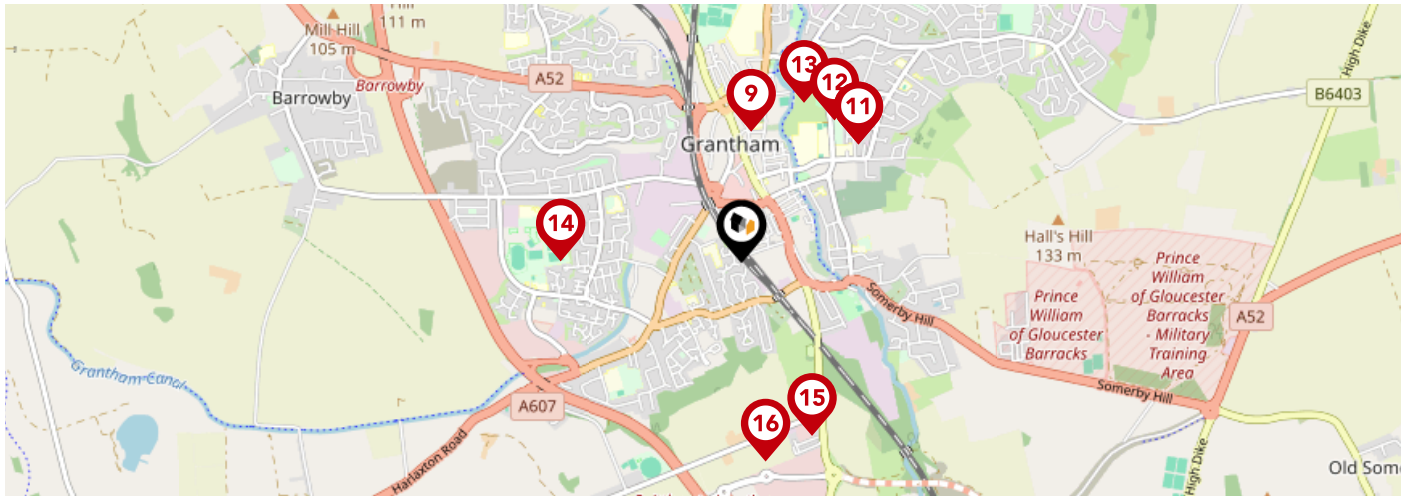 Mill Hill
105 m
111 m
Barrowby
Barrowby
A52
Grantham
9
13
12
11
High Dike
B6403
14
Hall's Hill
133 m
Prince
William
of Gloucester
Barracks
Prince
William
of Gloucester
Barracks
- Military
Training
Area
A52
Somerby Hill
Somerby Hill
Grantham Canal
A607
Harlaxton Road
15
16
High Dike
Old Some